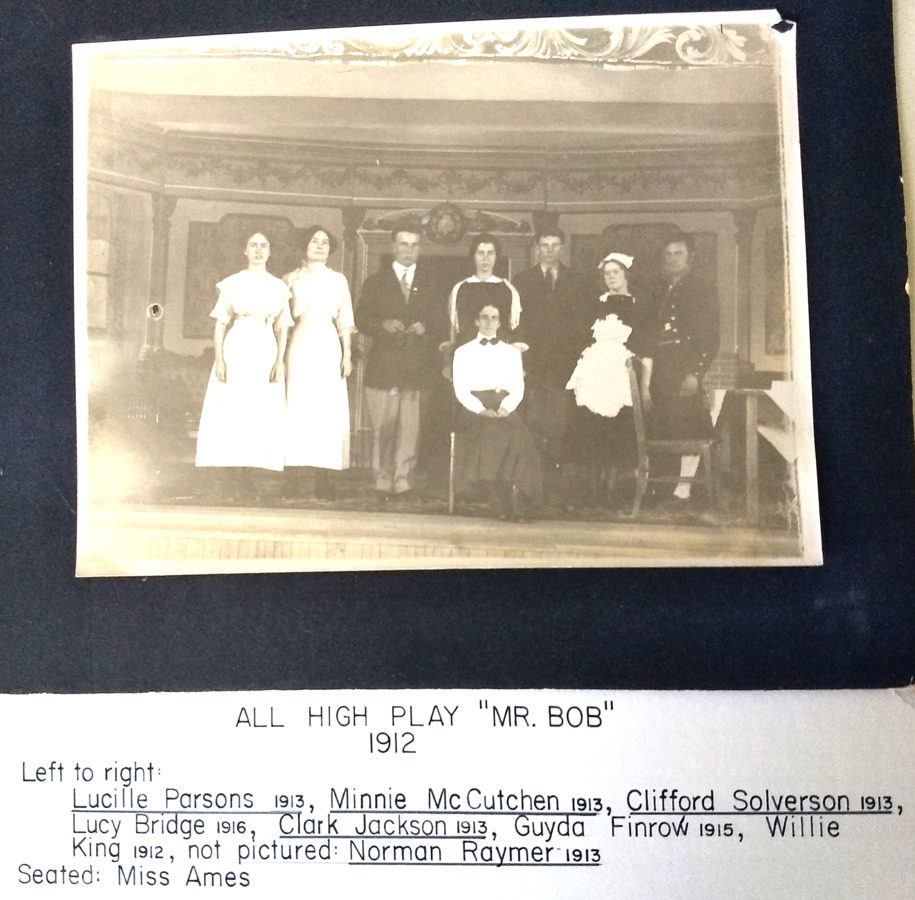 ALL HIGH PLAY "MR. BOB"
1912
Left to right:
Lucille Parsons 1913, Minnie McCutchen 1913, Clifford Solverson 1913,
Lucy Bridge 1916, Clark Jackson 1913, Guyda Finrow 1915, Willie
King 1912, not pictured: Norman Raymer 1913
Seated: Miss Ames